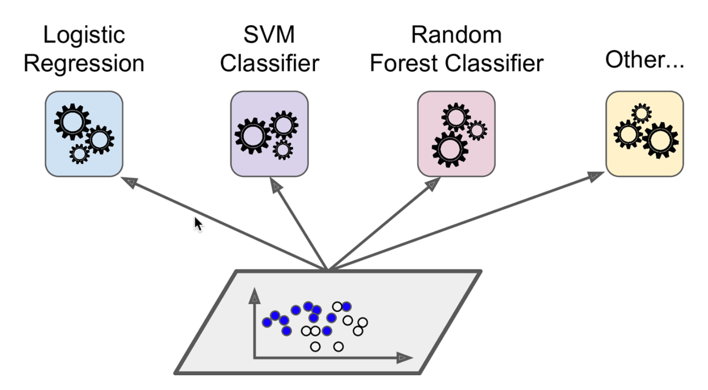 Logistic
Regression
SVM
Classifier
Random
Forest Classifier
Other...